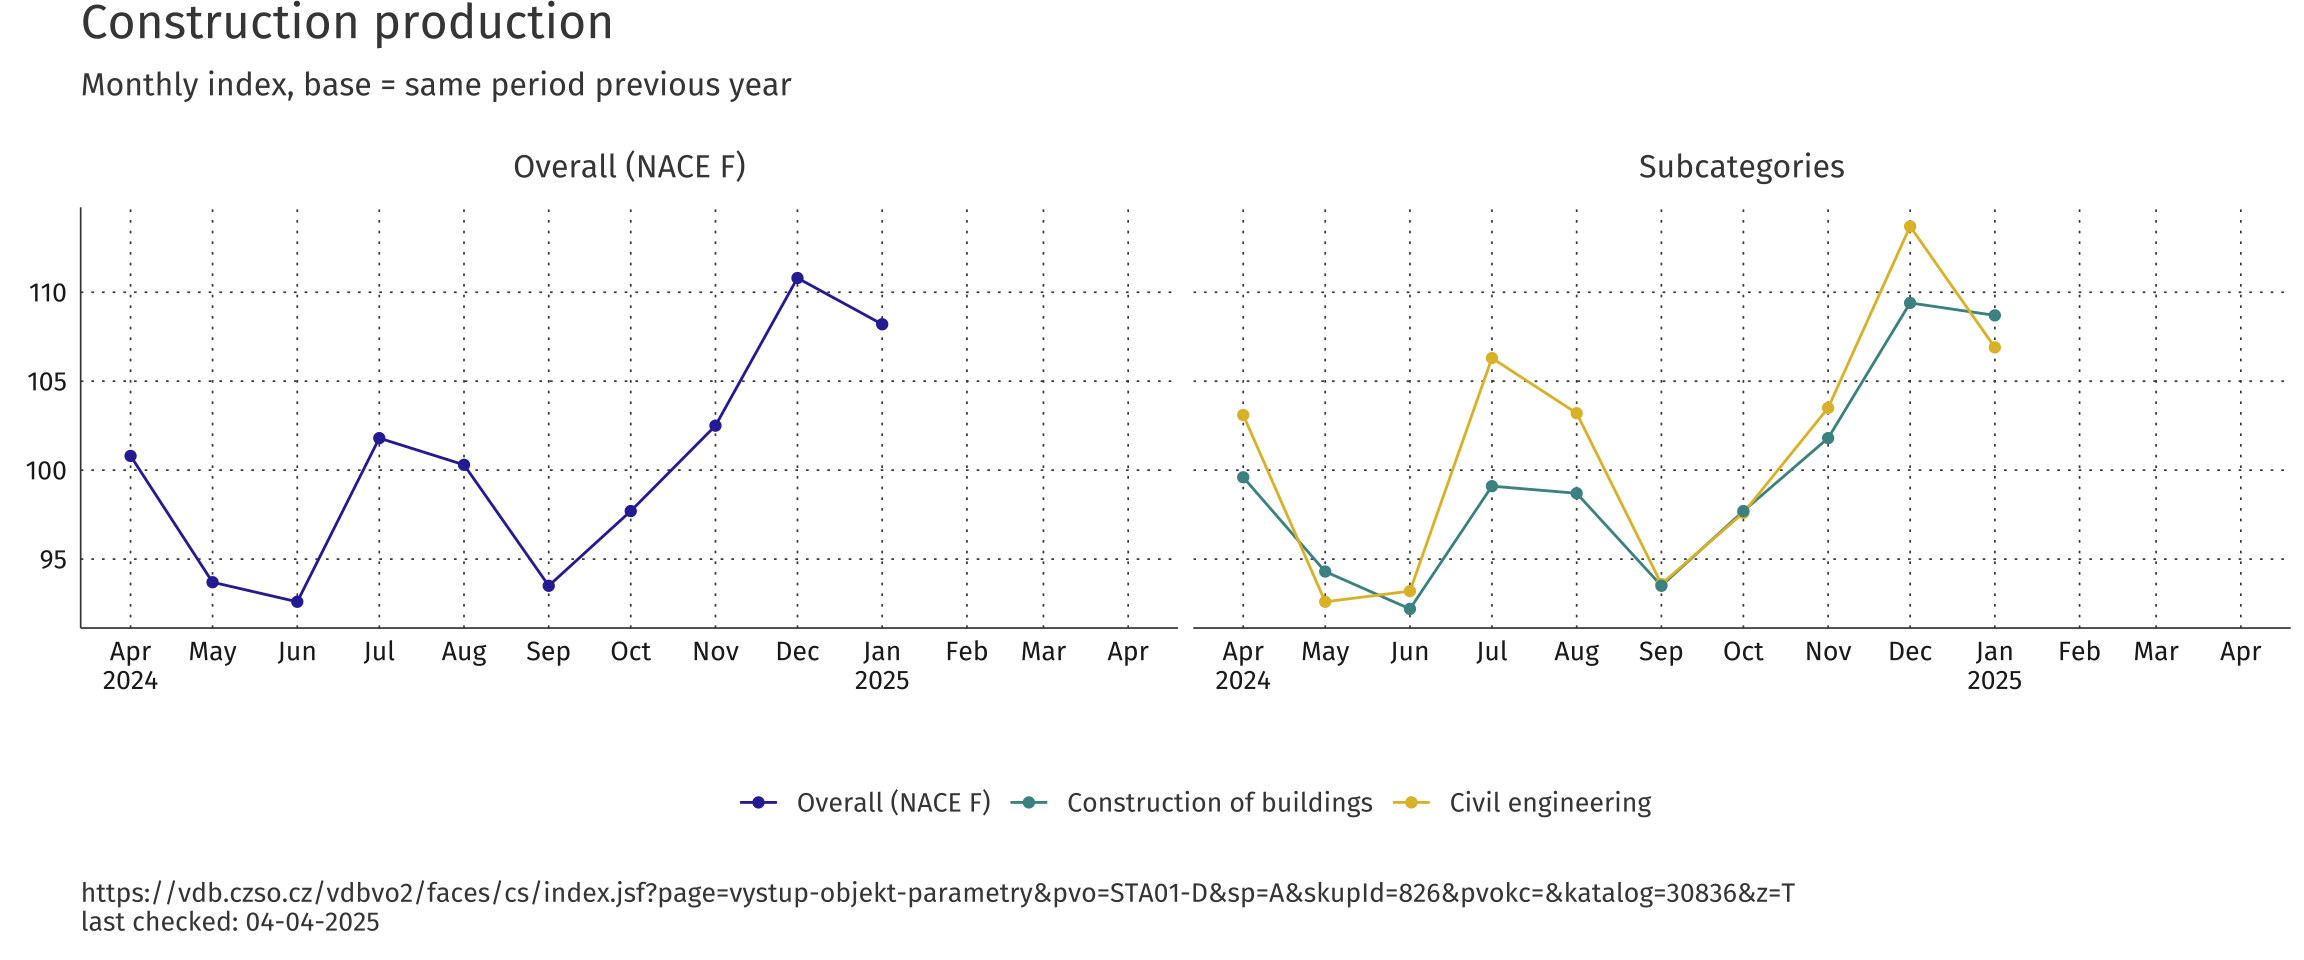 Construction production
Monthly index, base = same period previous year
Overall (NACE F)
Subcategories
110
105
100
95
Apr May Jun Jul Aug Sep Oct Nov Dec Jan Feb Mar Apr
2024 2025
Apr May Jun Jul Aug Sep Oct Nov Dec Jan Feb Mar Apr
2024 2025
Overall (NACE F) Construction of buildings Civil engineering
https://vdb.czso.cz/vdbvo2/faces/cs/index.jsf?page=vystup-objekt-parametry&pvo=STA01-D&sp=A&skupId=826&pvokc=&katalog=30836&z=T
last checked: 04-04-2025